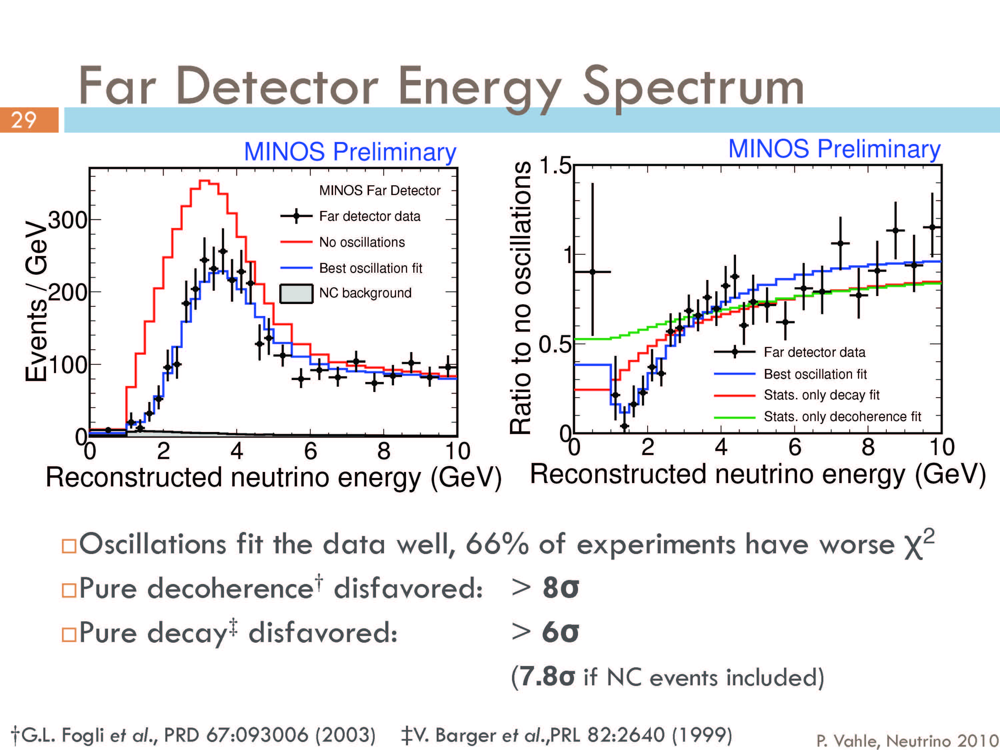 Far Detector Energy Spectrum
29
MINOS Preliminary
Events / GeV
300
200
100
0
0 2 4 6 8 10
Reconstructed neutrino energy (GeV)
MINOS Far Detector
Far detector data
No oscillations
Best oscillation fit
NC background
MINOS Preliminary
Ratio to no oscillations
1.5
1
0.5
0
0 2 4 6 8 10
Reconstructed neutrino energy (GeV)
Far detector data
Best oscillation fit
Stats. only decay fit
Stats. only decoherence fit
Oscillations fit the data well, 66% of experiments have worse χ²
Pure decoherence† disfavored: > 8σ
Pure decay‡ disfavored: > 6σ
(7.8σ if NC events included)
†G.L. Fogli et al., PRD 67:093006 (2003) ‡V. Barger et al.,PRL 82:2640 (1999)
P. Vahle, Neutrino 2010